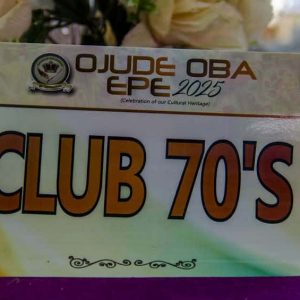 OJUDE OBA
EPE 2025
(Celebration of our Cultural Heritage)
CLUB 70'S